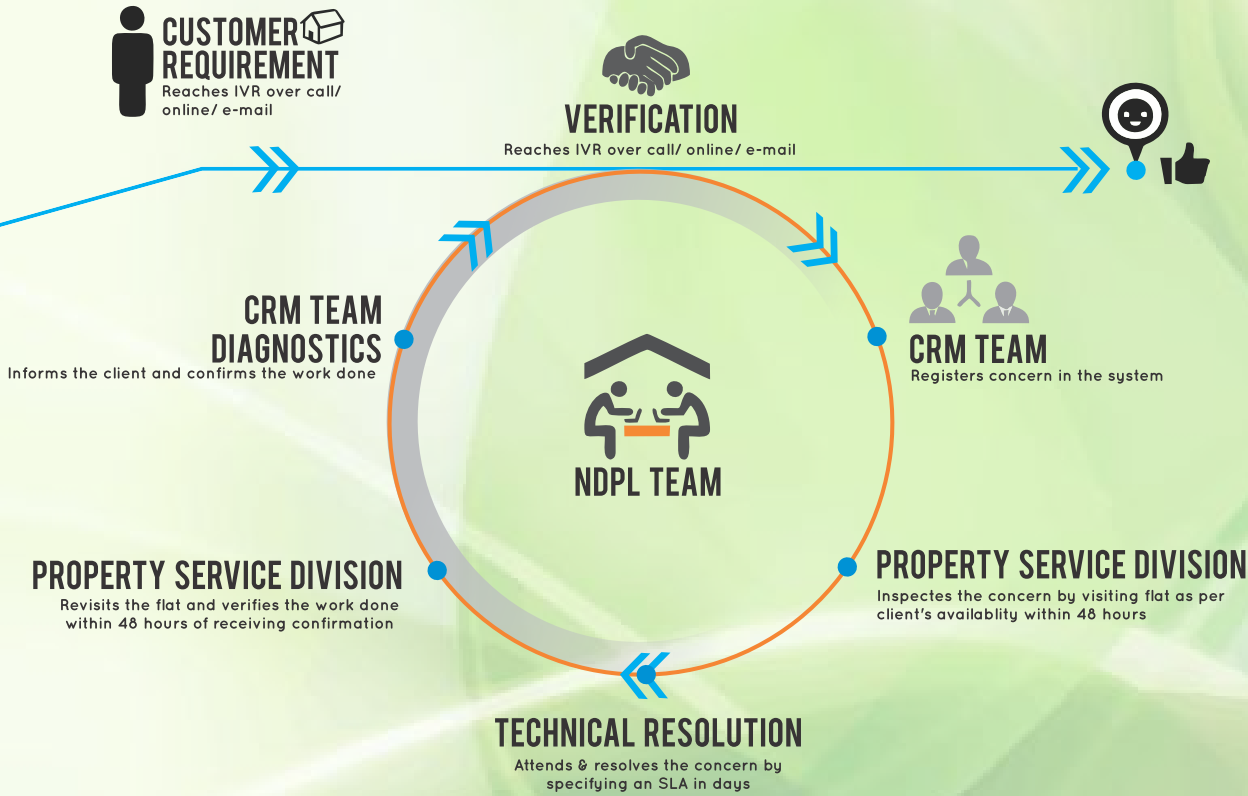 CUSTOMER
REQUIREMENT
Reaches IVR over call/
online/ e-mail
VERIFICATION
Reaches IVR over call/ online/ e-mail
CRM TEAM
Registers concern in the system
PROPERTY SERVICE DIVISION
Inspectes the concern by visiting flat as per
client's availablity within 48 hours
TECHNICAL RESOLUTION
Attends & resolves the concern by
specifying an SLA in days
PROPERTY SERVICE DIVISION
Revisits the flat and verifies the work done
within 48 hours of receiving confirmation
CRM TEAM
DIAGNOSTICS
Informs the client and confirms the work done
NDPL TEAM